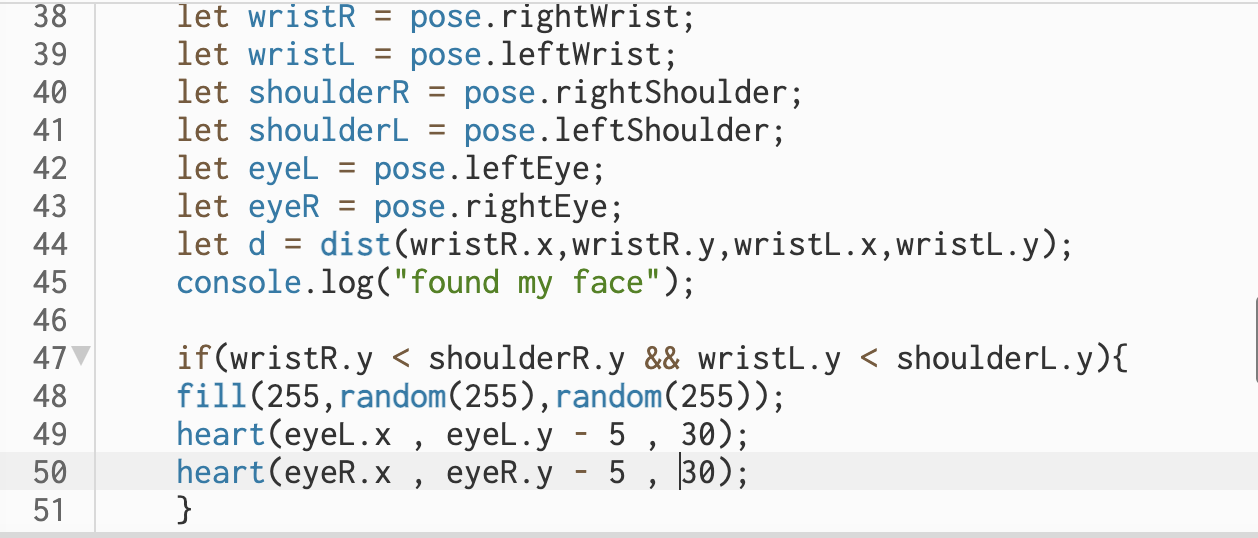 38 let wristR = pose.rightWrist;
39 let wristL = pose.leftWrist;
40 let shoulderR = pose.rightShoulder;
41 let shoulderL = pose.leftShoulder;
42 let eyeL = pose.leftEye;
43 let eyeR = pose.rightEye;
44 let d = dist(wristR.x,wristR.y,wristL.x,wristL.y);
45 console.log("found my face");
46
47 if(wristR.y < shoulderR.y && wristL.y < shoulderL.y){
48 fill(255,random(255),random(255));
49 heart(eyeL.x , eyeL.y - 5 , 30);
50 heart(eyeR.x , eyeR.y - 5 , 30);
51 }